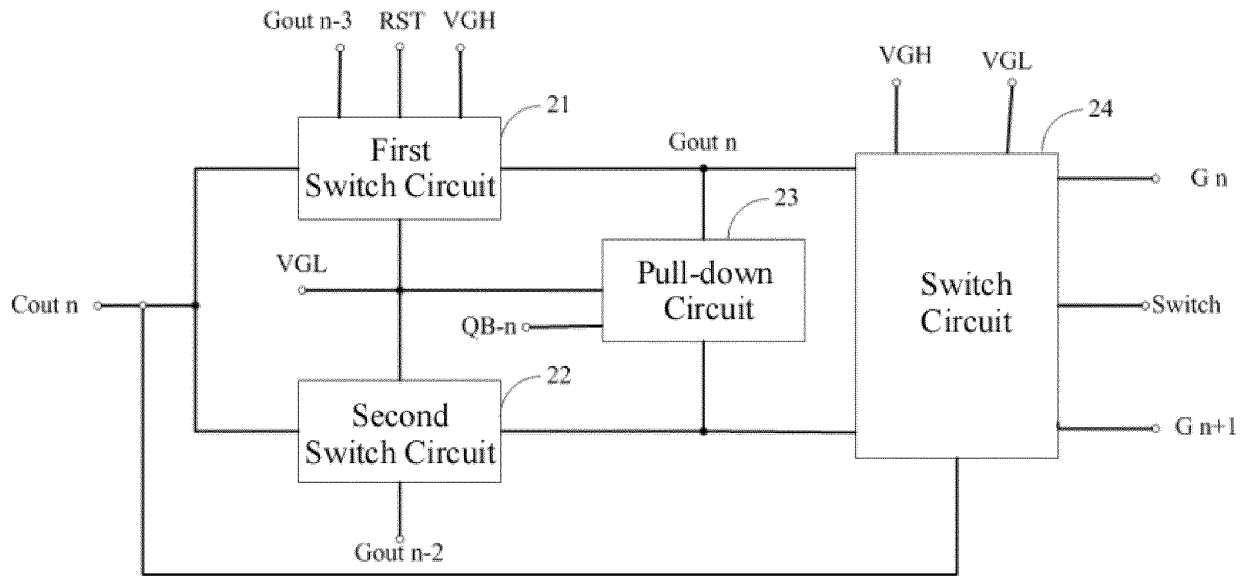 Gout n-3 RST VGH
VGH VGL
21
24
First
Switch Circuit
Gout n
G n
23
VGL
Pull-down
Circuit
Switch
Circuit
Cout n
Switch
QB-n
22
Second
Switch Circuit
G n+1
Gout n-2